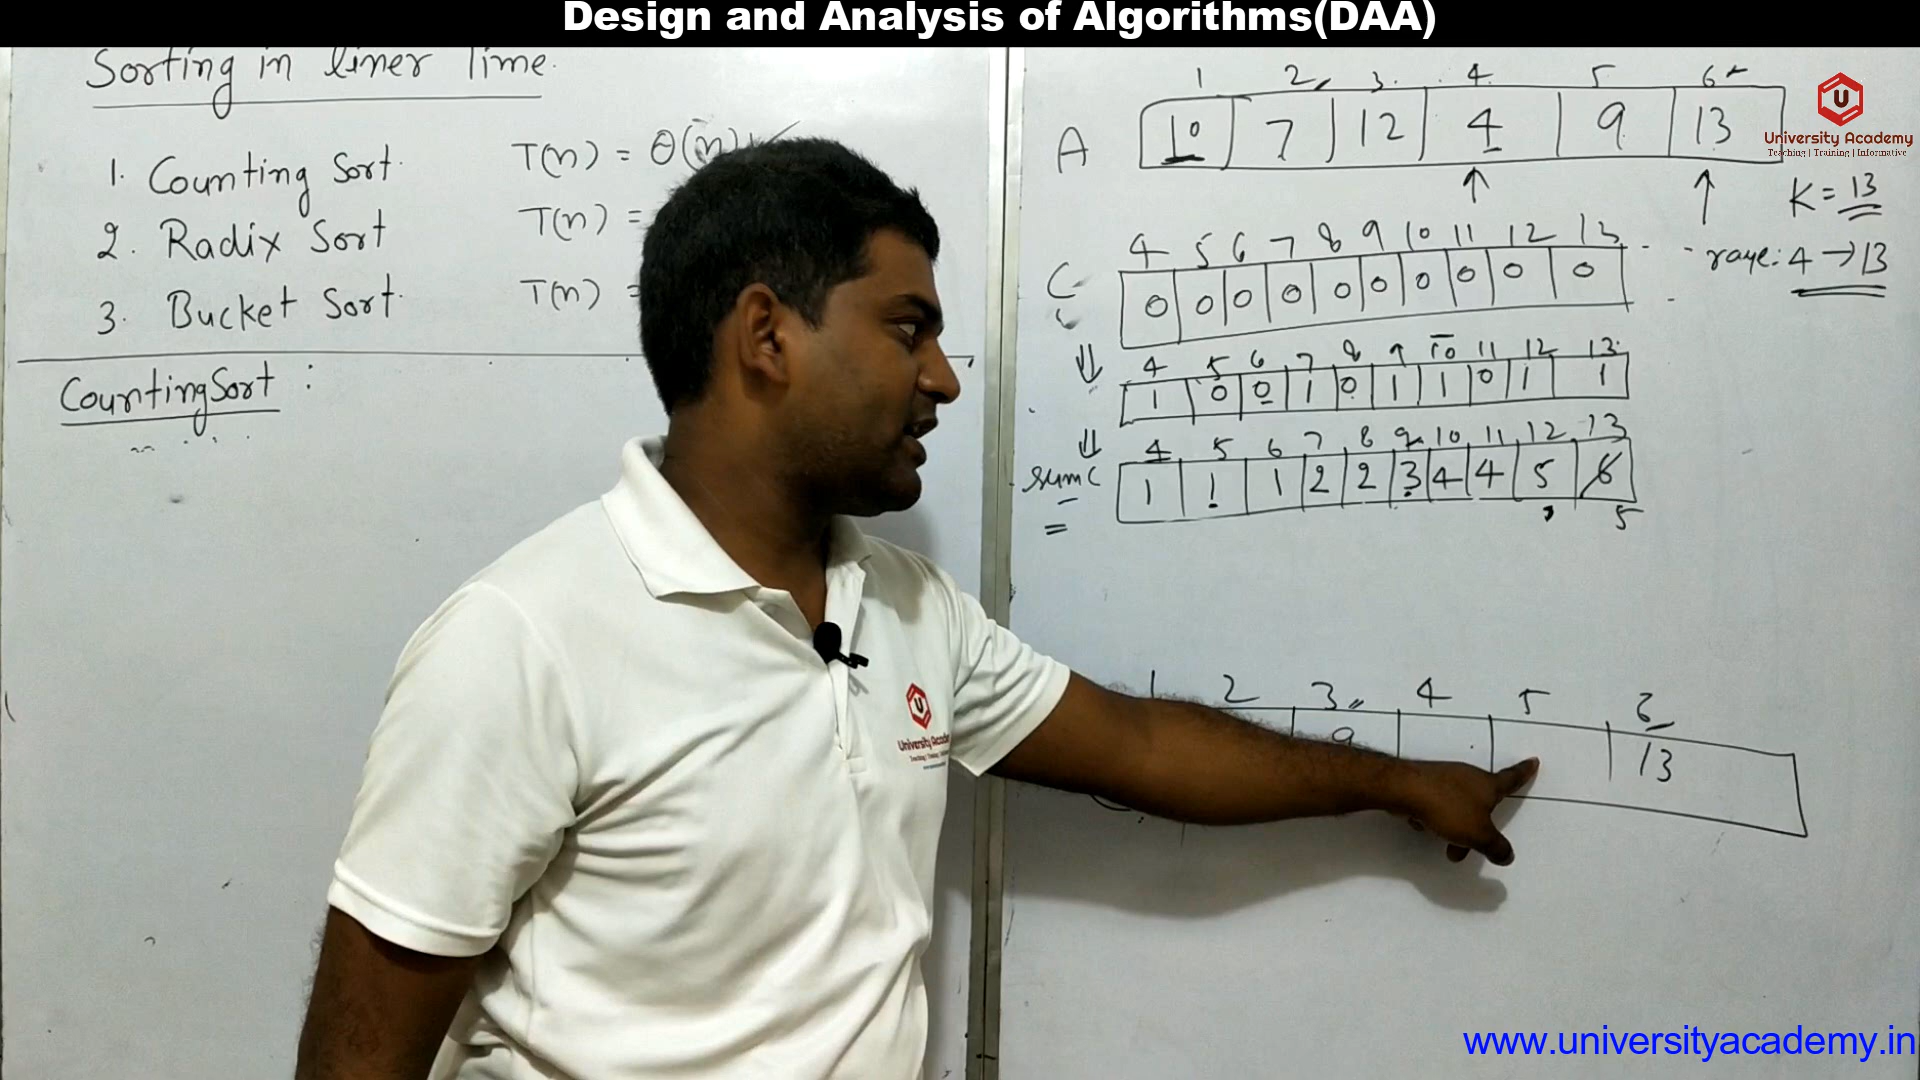 Design and Analysis of Algorithms(DAA)
Sorting in liner Time.
1. Counting Sort. T(n) = θ(n)
2. Radix Sort T(n) =
3. Bucket Sort. T(n) =
CountingSort :
1 2 3 4 5 6
A 10 7 12 4 9 13
K = 13
4 5 6 7 8 9 10 11 12 13
C 0 0 0 0 0 0 0 0 0 0
4 → 13
4 5 6 7 8 9 10 11 12 13
1 0 0 1 0 1 1 0 1 1
4 5 6 7 8 9 10 11 12 13
sumc 1 1 1 2 2 3 4 4 5 6
5
1 2 3 4 5 6
9 13
U
University Academy
Teaching | Training | Informative
U
University Academy
www.universityacademy.in